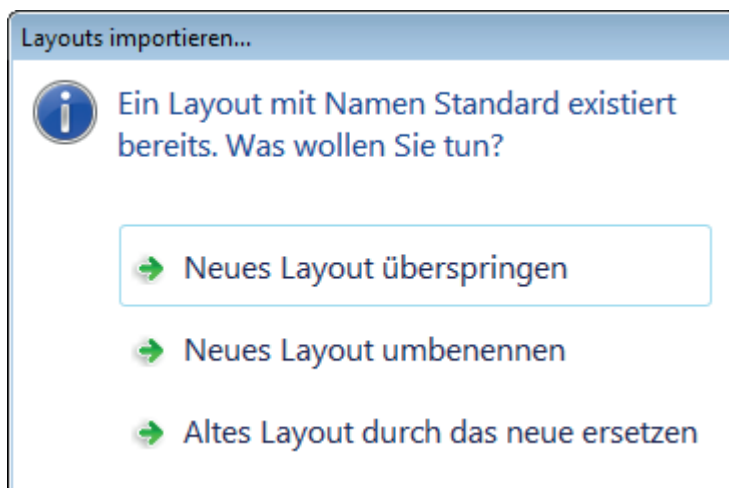 Layouts importieren...
Ein Layout mit Namen Standard existiert
bereits. Was wollen Sie tun?
Neues Layout überspringen
Neues Layout umbenennen
Altes Layout durch das neue ersetzen